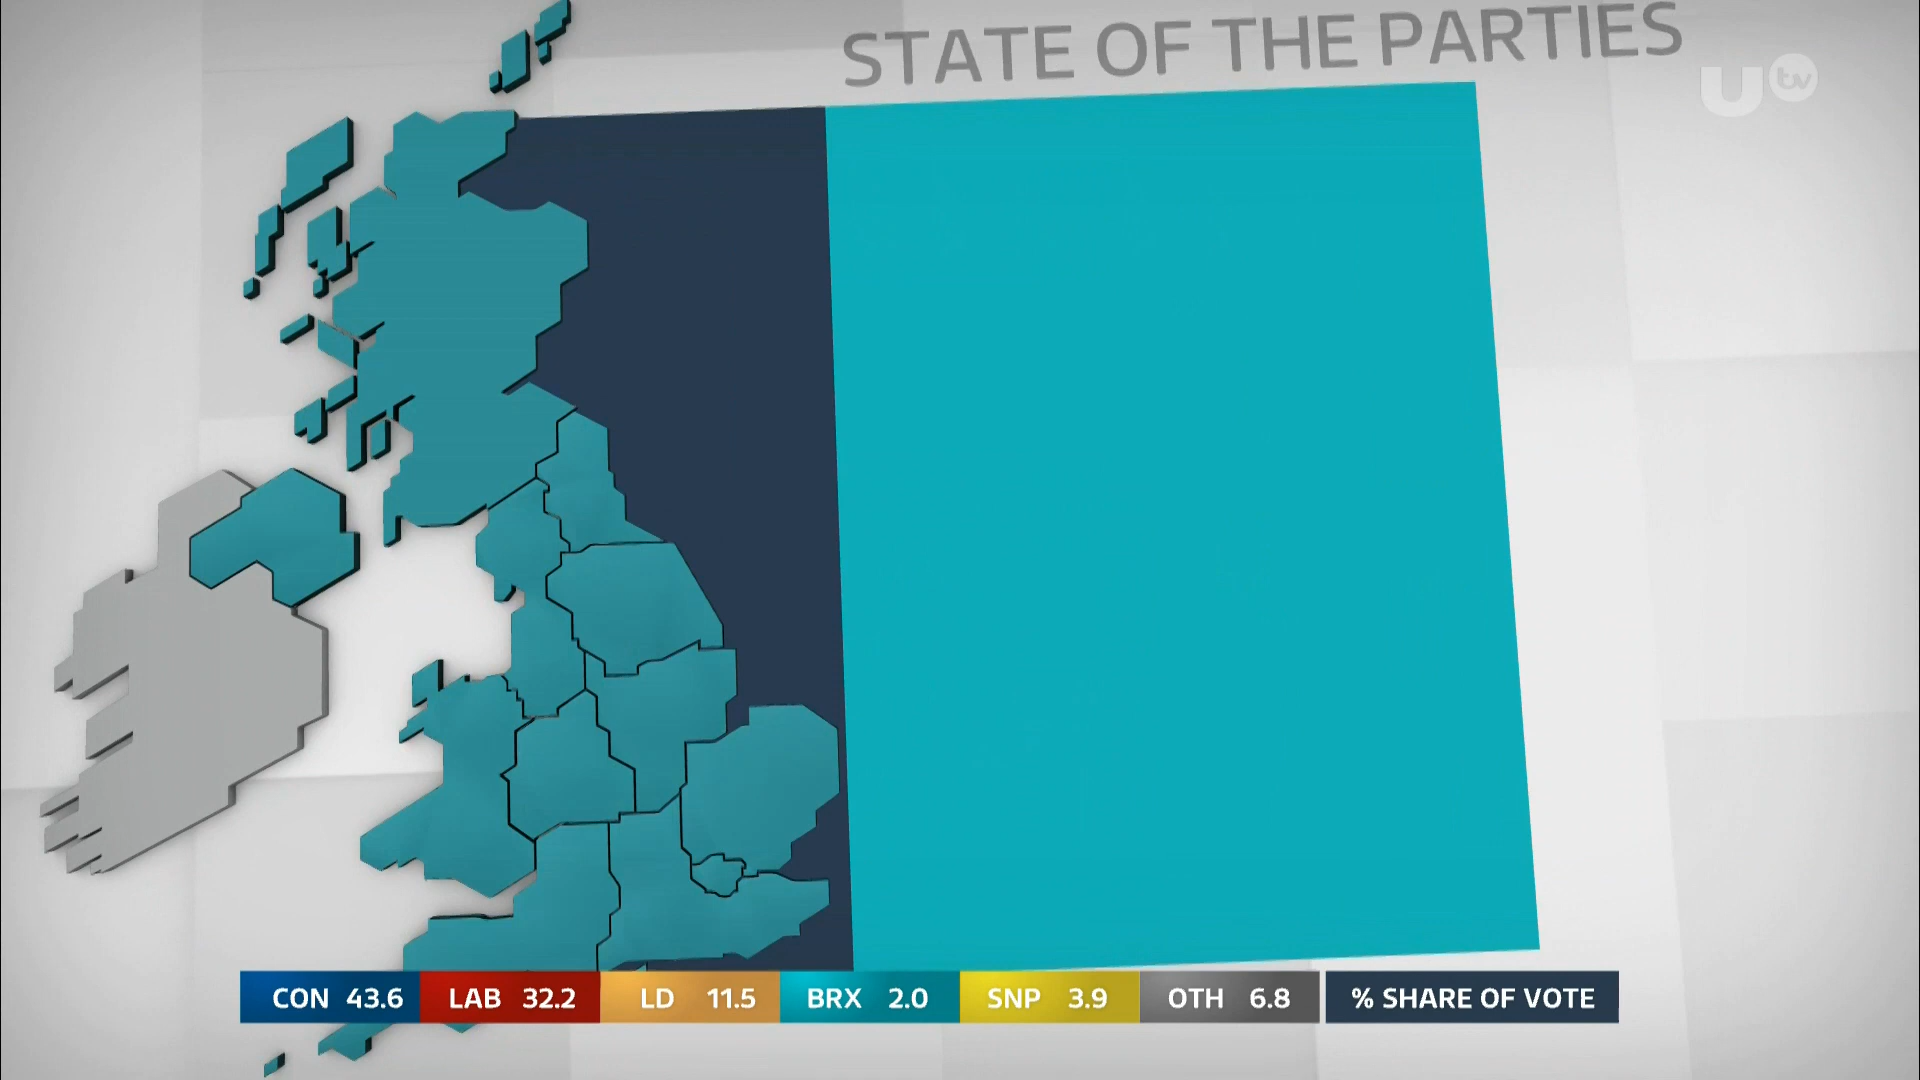 STATE OF THE PARTIES
Utv
CON 43.6 LAB 32.2 LD 11.5 BRX 2.0 SNP 3.9 OTH 6.8 % SHARE OF VOTE